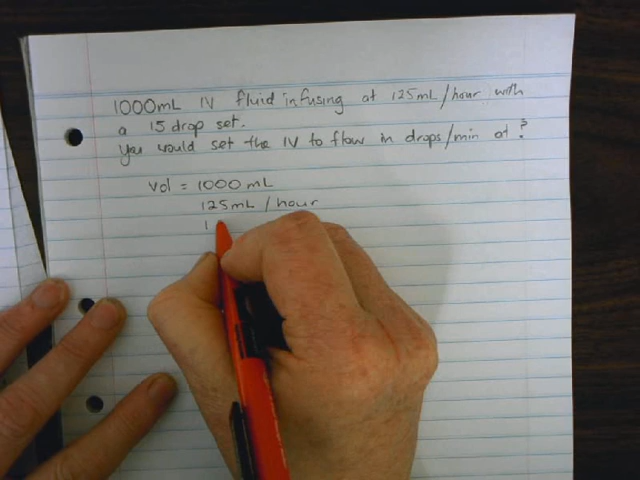 1000mL IV fluid infusing at 125mL/hour with
a 15 drop set.
You would set the IV to flow in drops/min at ?
Vol = 1000 mL
125mL / hour
1